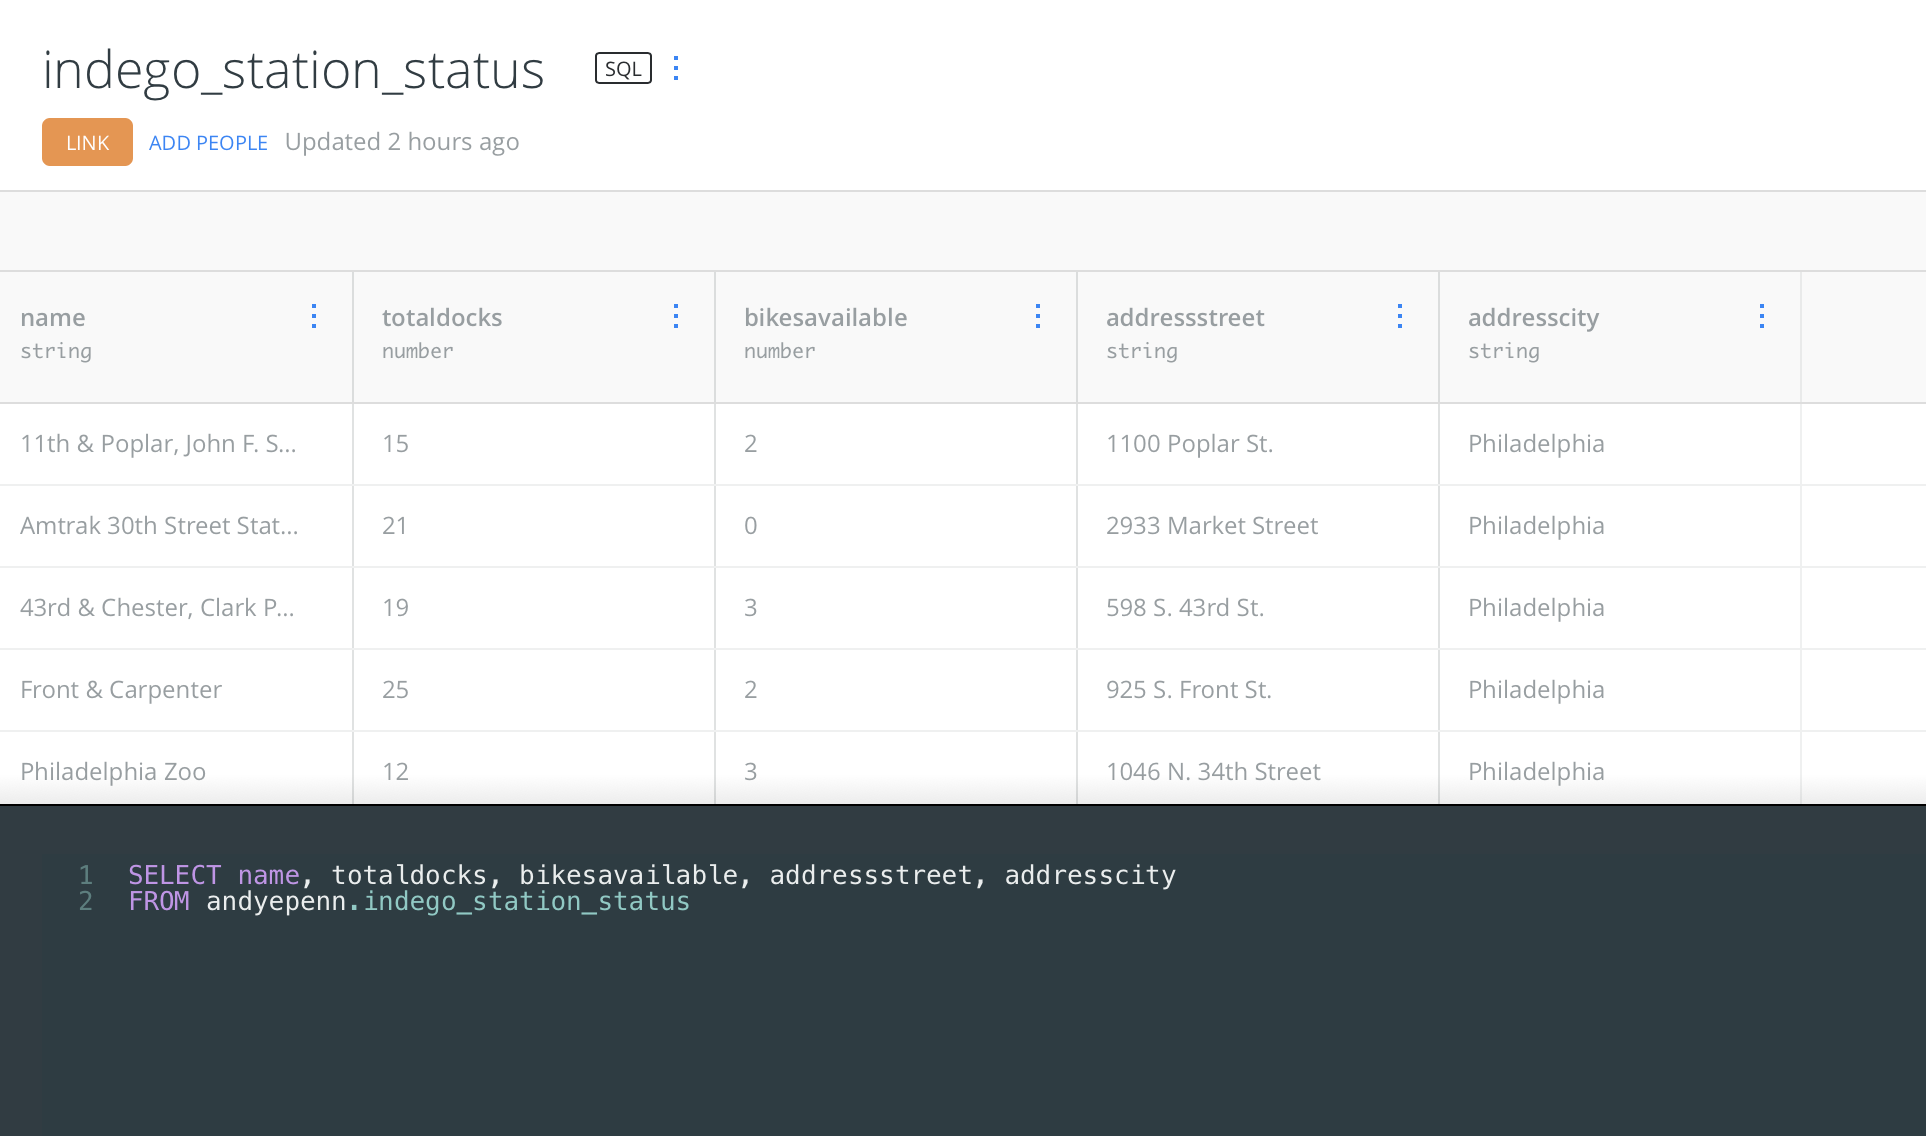 indego_station_status SQL
LINK ADD PEOPLE Updated 2 hours ago
name totaldocks bikesavailable addressstreet addresscity
string number number string string
11th & Poplar, John F. S... 15 2 1100 Poplar St. Philadelphia
Amtrak 30th Street Stat... 21 0 2933 Market Street Philadelphia
43rd & Chester, Clark P... 19 3 598 S. 43rd St. Philadelphia
Front & Carpenter 25 2 925 S. Front St. Philadelphia
Philadelphia Zoo 12 3 1046 N. 34th Street Philadelphia
1 SELECT name, totaldocks, bikesavailable, addressstreet, addresscity
2 FROM andyepenn.indego_station_status